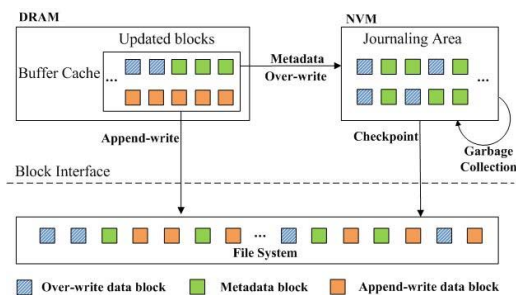 DRAM
NVM
Updated blocks
Journaling Area
Buffer Cache
...
Metadata
Over-write
...
Append-write
Checkpoint
Garbage
Collection
Block Interface
...
File System
Over-write data block
Metadata block
Append-write data block